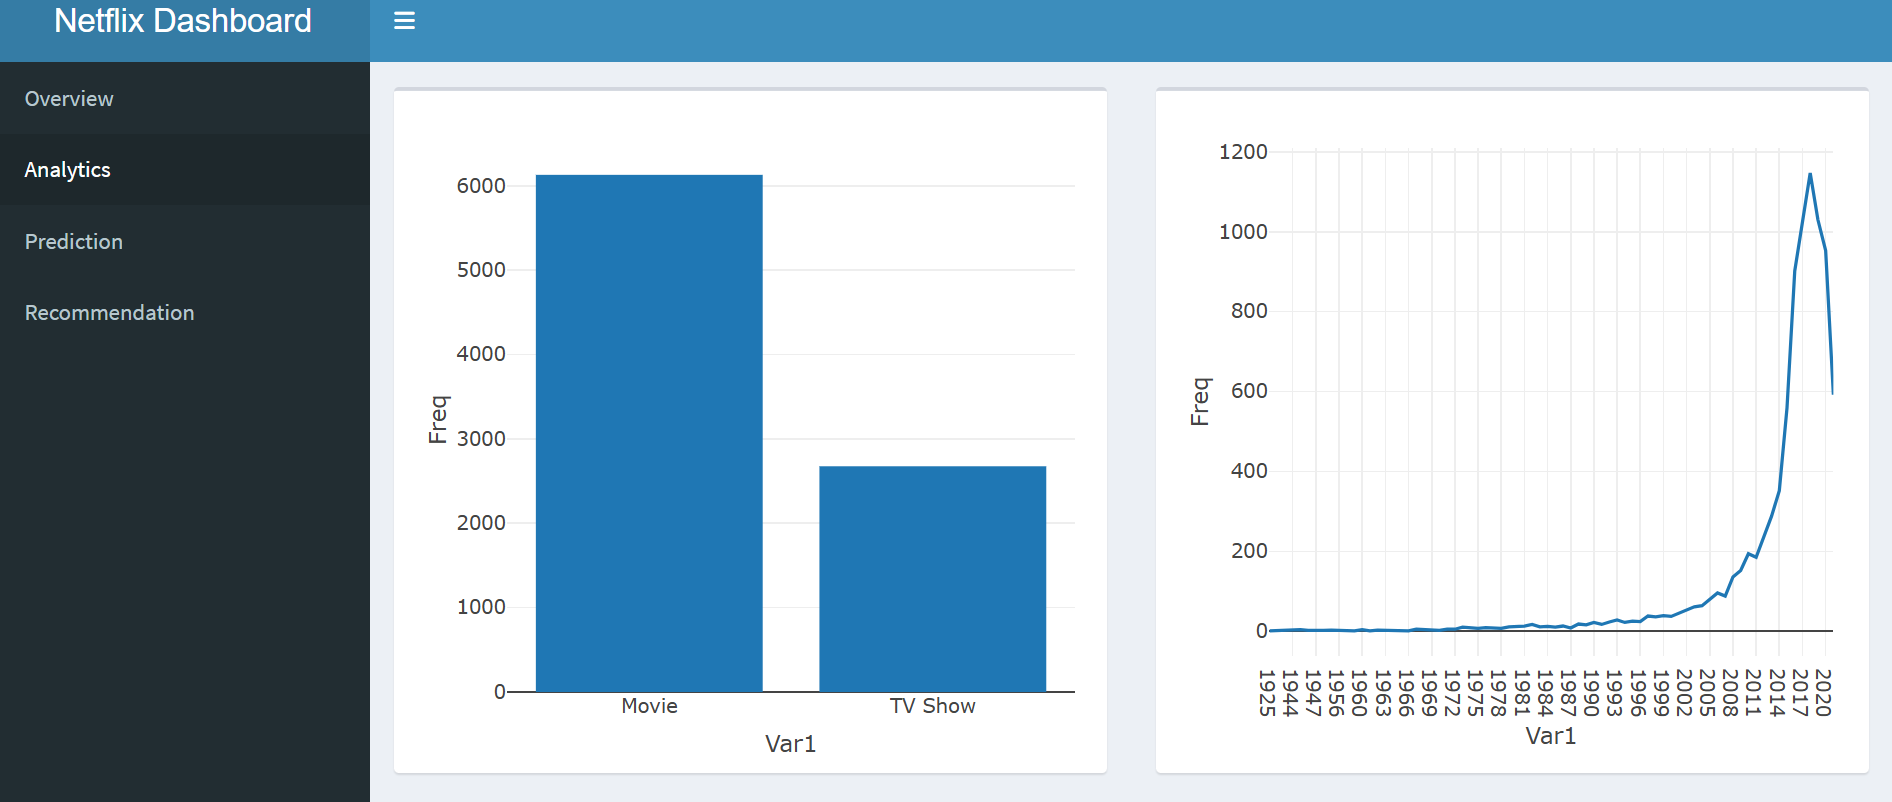 Netflix Dashboard
Overview
Analytics
Prediction
Recommendation
6000
5000
4000
3000
2000
1000
0
Freq
Movie TV Show
Var1
1200
1000
800
600
400
200
0
Freq
1925 1944 1947 1956 1960 1963 1966 1969 1972 1975 1978 1981 1984 1987 1990 1993 1996 1999 2002 2005 2008 2011 2014 2017 2020
Var1